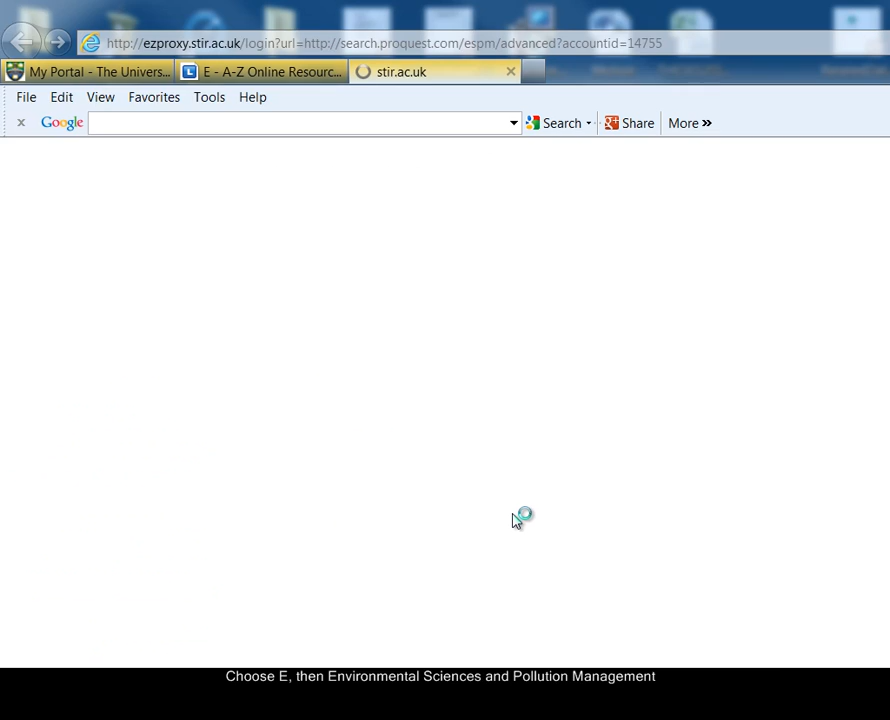 http://ezproxy.stir.ac.uk/login?url=http://search.proquest.com/espm/advanced?accountid=14755
My Portal - The Univers... E - A-Z Online Resourc... stir.ac.uk
File Edit View Favorites Tools Help
x Google Search Share More »
Choose E, then Environmental Sciences and Pollution Management